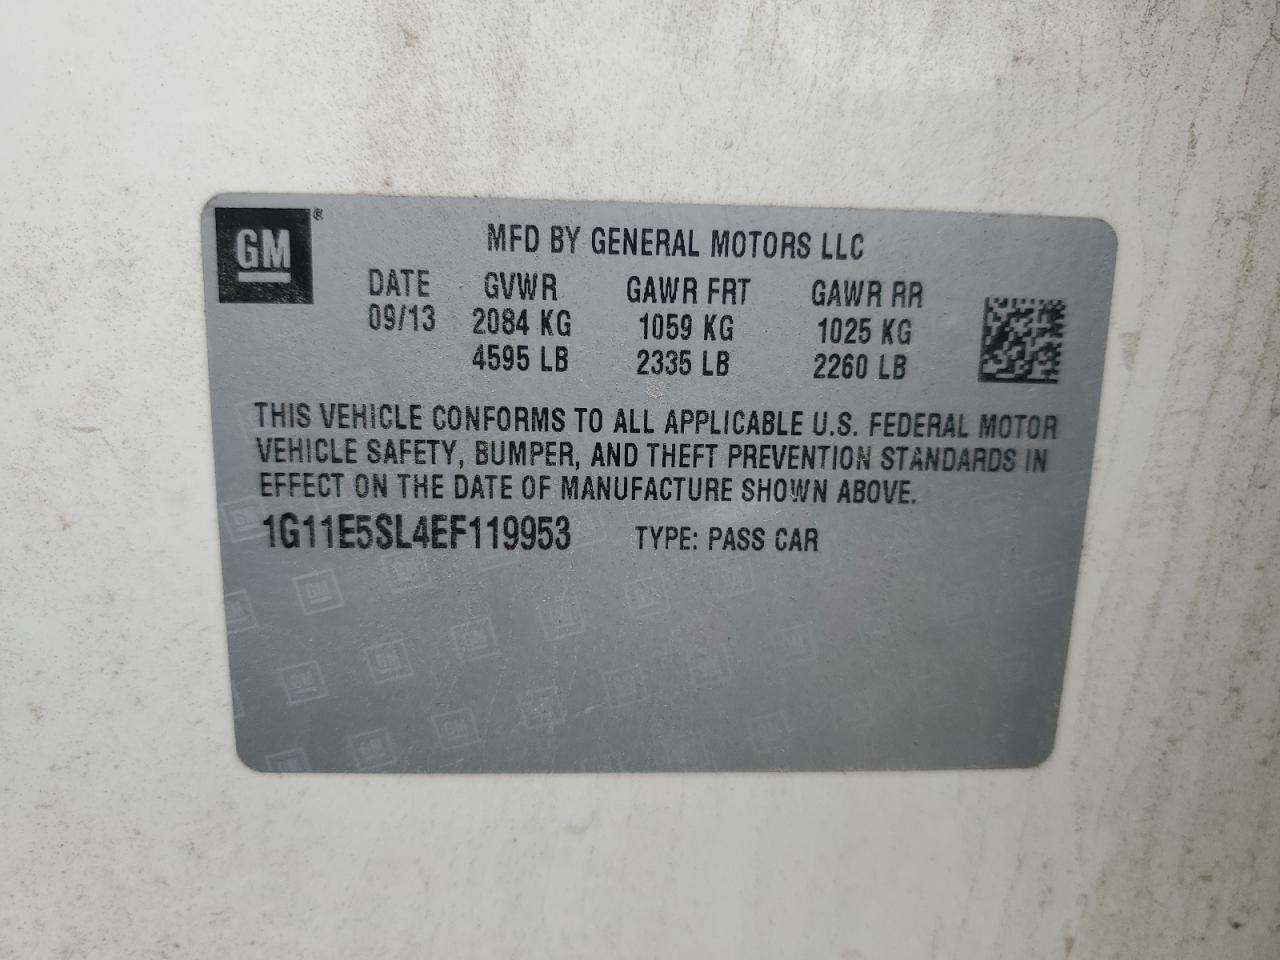 GM ®
MFD BY GENERAL MOTORS LLC
DATE GVWR GAWR FRT GAWR RR
09/13 2084 KG 1059 KG 1025 KG
4595 LB 2335 LB 2260 LB
THIS VEHICLE CONFORMS TO ALL APPLICABLE U.S. FEDERAL MOTOR
VEHICLE SAFETY, BUMPER, AND THEFT PREVENTION STANDARDS IN
EFFECT ON THE DATE OF MANUFACTURE SHOWN ABOVE.
1G11E5SL4EF119953 TYPE: PASS CAR